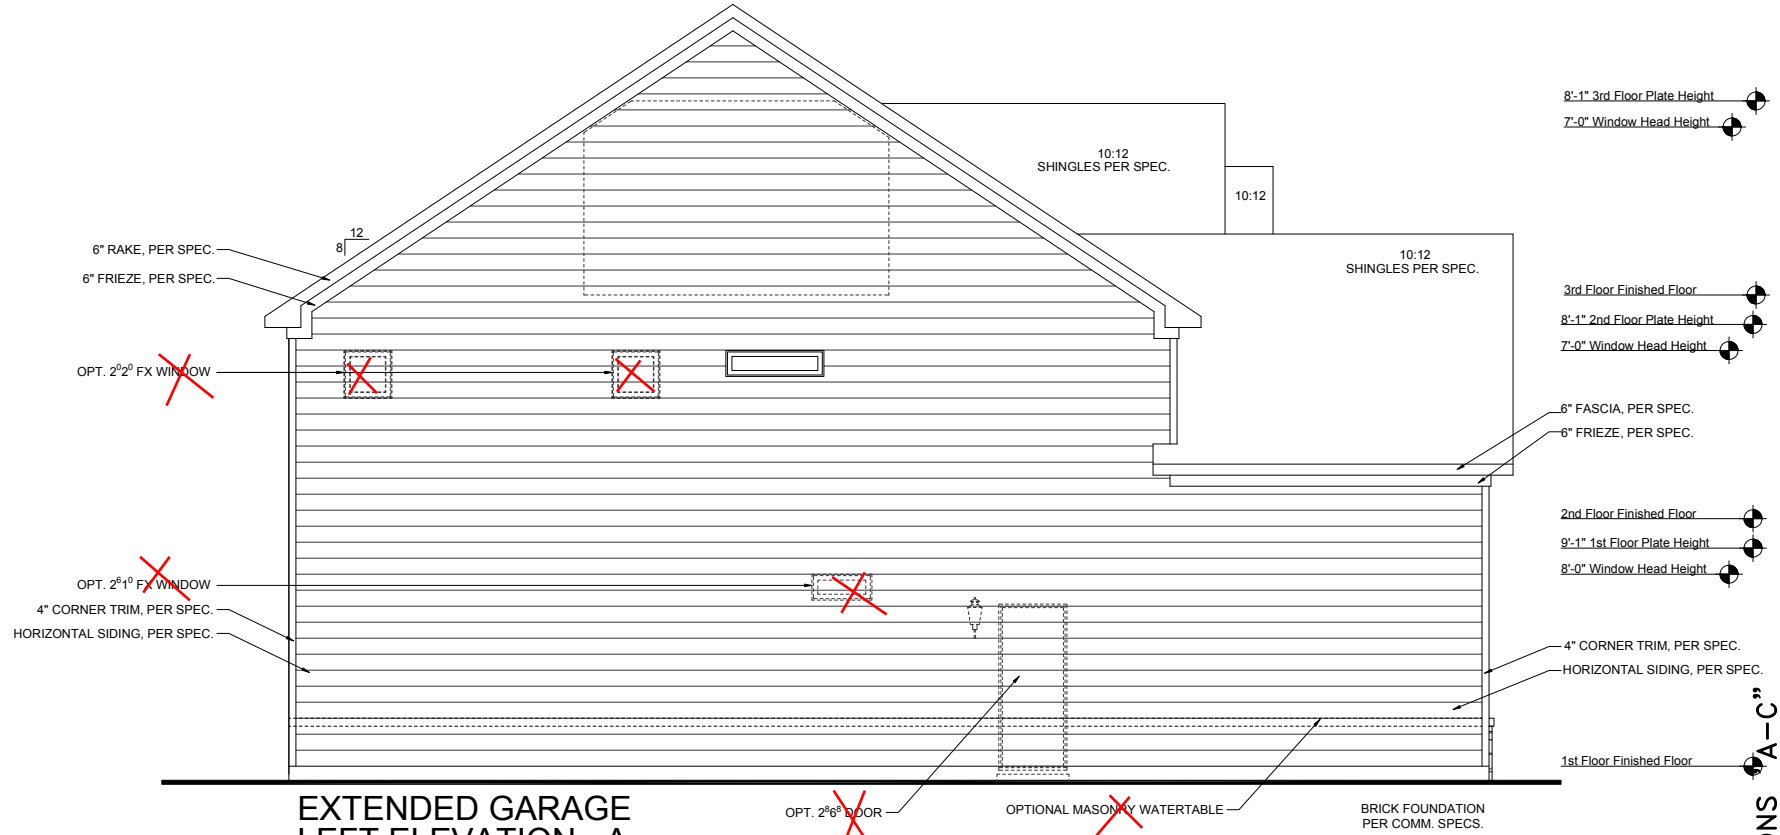 8'-1" 3rd Floor Plate Height
7'-0" Window Head Height
10:12
SHINGLES PER SPEC.
10:12
12
8
6" RAKE, PER SPEC.
6" FRIEZE, PER SPEC.
10:12
SHINGLES PER SPEC.
3rd Floor Finished Floor
8'-1" 2nd Floor Plate Height
7'-0" Window Head Height
OPT. 2⁰2⁰ FX WINDOW
6" FASCIA, PER SPEC.
6" FRIEZE, PER SPEC.
2nd Floor Finished Floor
9'-1" 1st Floor Plate Height
8'-0" Window Head Height
OPT. 2⁶1⁰ FX WINDOW
4" CORNER TRIM, PER SPEC.
HORIZONTAL SIDING, PER SPEC.
4" CORNER TRIM, PER SPEC.
HORIZONTAL SIDING, PER SPEC.
1st Floor Finished Floor
EXTENDED GARAGE
LEFT ELEVATION A
OPT. 2⁸6⁸ DOOR
OPTIONAL MASONRY WATERTABLE
BRICK FOUNDATION
PER COMM. SPECS.
A-C"